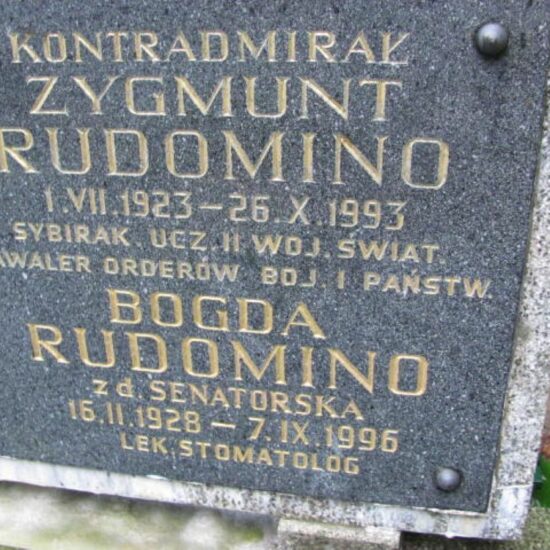 KONTRADMIRAŁ
ZYGMUNT
RUDOMINO
1.VII.1923 – 26.X.1993
SYBIRAK. UCZ. II WOJ. ŚWIAT.
AWALER ORDERÓW BOJ. I PAŃSTW.
BOGDA
RUDOMINO
z d. SENATORSKA
16.II.1928 – 7.IX.1996
LEK. STOMATOLOG